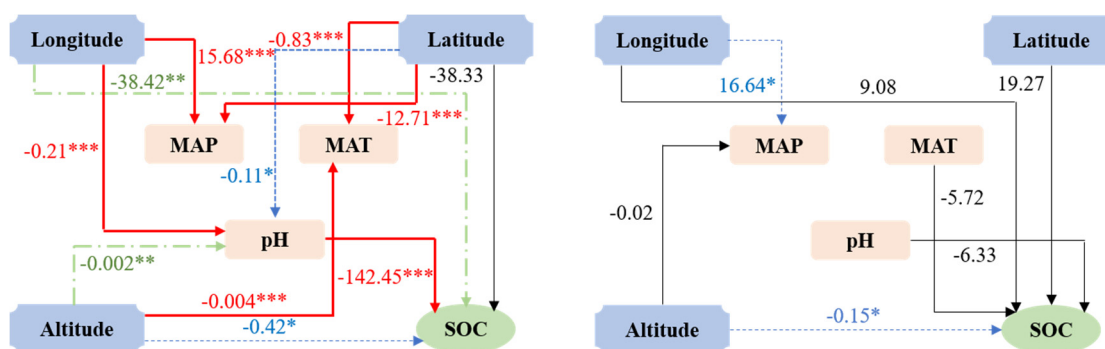 Longitude
Latitude
-0.83***
15.68***
-38.42**
-38.33
-12.71***
MAP
MAT
-0.21***
-0.11*
pH
-0.002**
-142.45***
-0.004***
Altitude
-0.42*
SOC
Longitude
Latitude
16.64*
9.08
19.27
MAP
MAT
-0.02
-5.72
pH
-6.33
Altitude
-0.15*
SOC